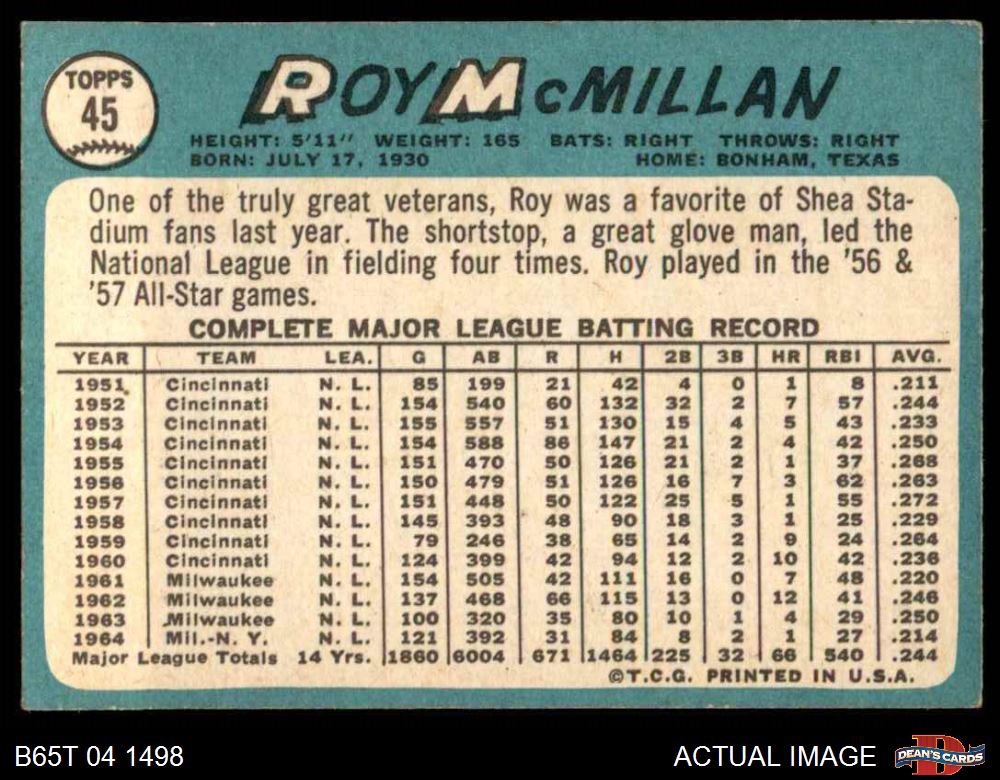 TOPPS
45
ROY McMILLAN
HEIGHT: 5'11" WEIGHT: 165 BATS: RIGHT THROWS: RIGHT
BORN: JULY 17, 1930 HOME: BONHAM, TEXAS
One of the truly great veterans, Roy was a favorite of Shea Sta-
dium fans last year. The shortstop, a great glove man, led the
National League in fielding four times. Roy played in the '56 &
'57 All-Star games.
COMPLETE MAJOR LEAGUE BATTING RECORD
YEAR TEAM LEA. G AB R H 2B 3B HR RBI AVG.
1951 Cincinnati N. L. 85 199 21 42 4 0 1 8 .211
1952 Cincinnati N. L. 154 540 60 132 32 2 7 57 .244
1953 Cincinnati N. L. 155 557 51 130 15 4 5 43 .233
1954 Cincinnati N. L. 154 588 86 147 21 2 4 42 .250
1955 Cincinnati N. L. 151 470 50 126 21 2 1 37 .268
1956 Cincinnati N. L. 150 479 51 126 16 7 3 62 .263
1957 Cincinnati N. L. 151 448 50 122 25 5 1 55 .272
1958 Cincinnati N. L. 145 393 48 90 18 3 1 25 .229
1959 Cincinnati N. L. 79 246 38 65 14 2 9 24 .264
1960 Cincinnati N. L. 124 399 42 94 12 2 10 42 .236
1961 Milwaukee N. L. 154 505 42 111 16 0 7 48 .220
1962 Milwaukee N. L. 137 468 66 115 13 0 12 41 .246
1963 Milwaukee N. L. 100 320 35 80 10 1 4 29 .250
1964 Mil.-N. Y. N. L. 121 392 31 84 8 2 1 27 .214
Major League Totals 14 Yrs. 1860 6004 671 1464 225 32 66 540 .244
©T.C.G. PRINTED IN U.S.A.
B65T 04 1498 ACTUAL IMAGE DEAN'S CARDS